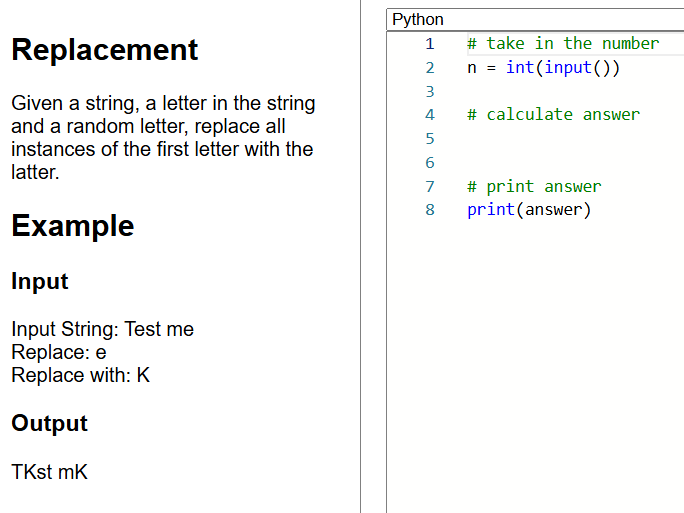 Replacement
Given a string, a letter in the string
and a random letter, replace all
instances of the first letter with the
latter.
Example
Input
Input String: Test me
Replace: e
Replace with: K
Output
TKst mK
Python
1 # take in the number
2 n = int(input())
3
4 # calculate answer
5
6
7 # print answer
8 print(answer)